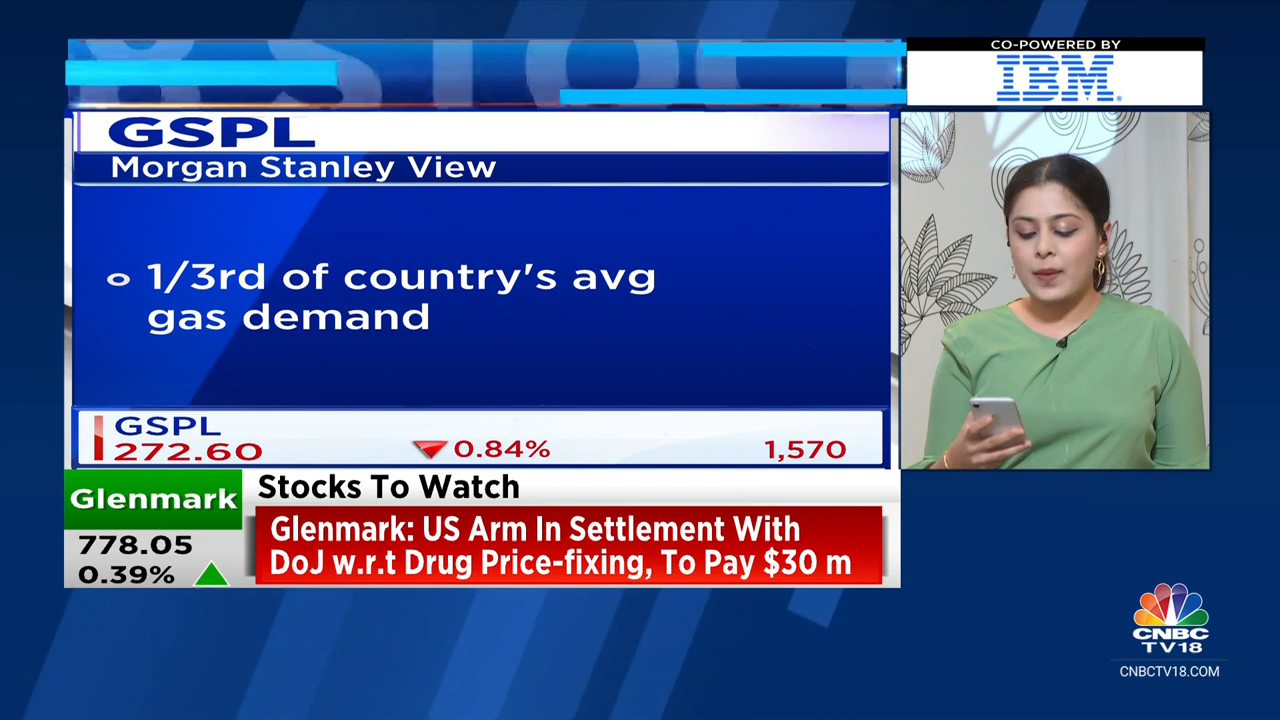 8 STOC
CO-POWERED BY
IBM
GSPL
Morgan Stanley View
1/3rd of country's avg
gas demand
GSPL
272.60 0.84% 1,570
Glenmark
778.05
0.39%
Stocks To Watch
Glenmark: US Arm In Settlement With
DoJ w.r.t Drug Price-fixing, To Pay $30 m
CNBC
TV18
CNBCTV18.COM